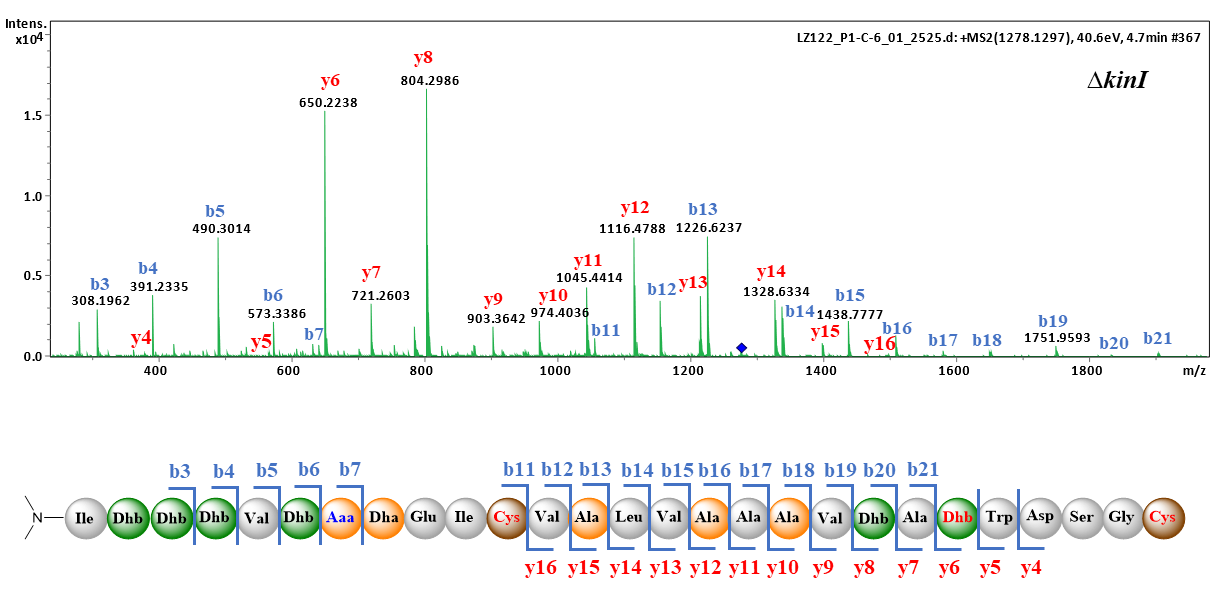 Intens.
x10⁴
LZ122_P1-C-6_01_2525.d: +MS2(1278.1297), 40.6eV, 4.7min #367
ΔkinI
y8
804.2986
y6
650.2238
1.5
1.0
b5
490.3014
y12
1116.4788
b13
1226.6237
0.5
b3
308.1962
b4
391.2335
b6
573.3386
y7
721.2603
y9
903.3642
y10
974.4036
y11
1045.4414
b12
y13
y14
1328.6334
b14
b15
1438.7777
y4
y5
b7
b11
y15
b16
y16
b17
b18
b19
1751.9593
b20
b21
0.0
400 600 800 1000 1200 1400 1600 1800 m/z
b3 b4 b5 b6 b7 b11 b12 b13 b14 b15 b16 b17 b18 b19 b20 b21
N Ile Dhb Dhb Dhb Val Dhb Aaa Dha Glu Ile Cys Val Ala Leu Val Ala Ala Ala Val Dhb Ala Dhb Trp Asp Ser Gly Cys
y16 y15 y14 y13 y12 y11 y10 y9 y8 y7 y6 y5 y4